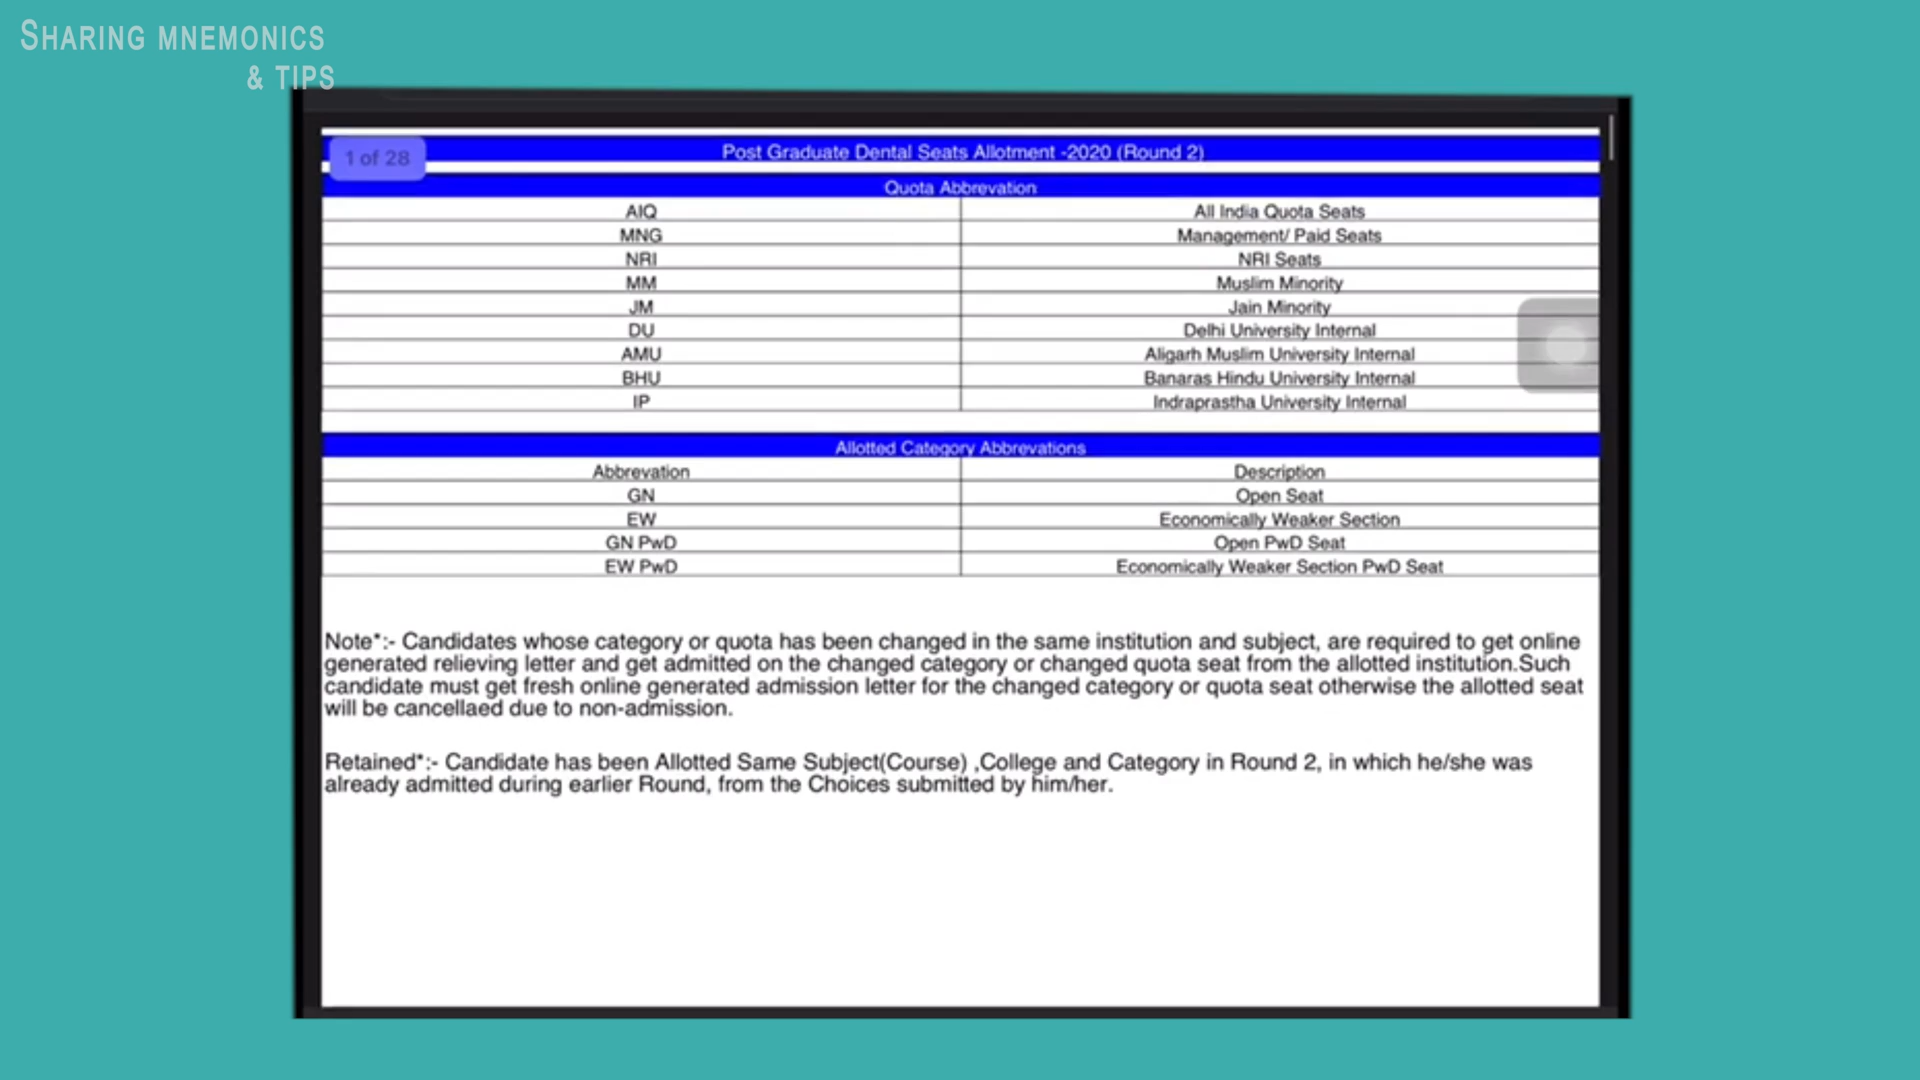 SHARING MNEMONICS
& TIPS
1 of 28
Post Graduate Dental Seats Allotment -2020 (Round 2)
Quota Abbrevation
AIQ All India Quota Seats
MNG Management/ Paid Seats
NRI NRI Seats
MM Muslim Minority
JM Jain Minority
DU Delhi University Internal
AMU Aligarh Muslim University Internal
BHU Banaras Hindu University Internal
IP Indraprastha University Internal
Allotted Category Abbrevations
Abbrevation Description
GN Open Seat
EW Economically Weaker Section
GN PwD Open PwD Seat
EW PwD Economically Weaker Section PwD Seat
Note*:- Candidates whose category or quota has been changed in the same institution and subject, are required to get online
generated relieving letter and get admitted on the changed category or changed quota seat from the allotted institution.Such
candidate must get fresh online generated admission letter for the changed category or quota seat otherwise the allotted seat
will be cancellaed due to non-admission.
Retained*:- Candidate has been Allotted Same Subject(Course) ,College and Category in Round 2, in which he/she was
already admitted during earlier Round, from the Choices submitted by him/her.